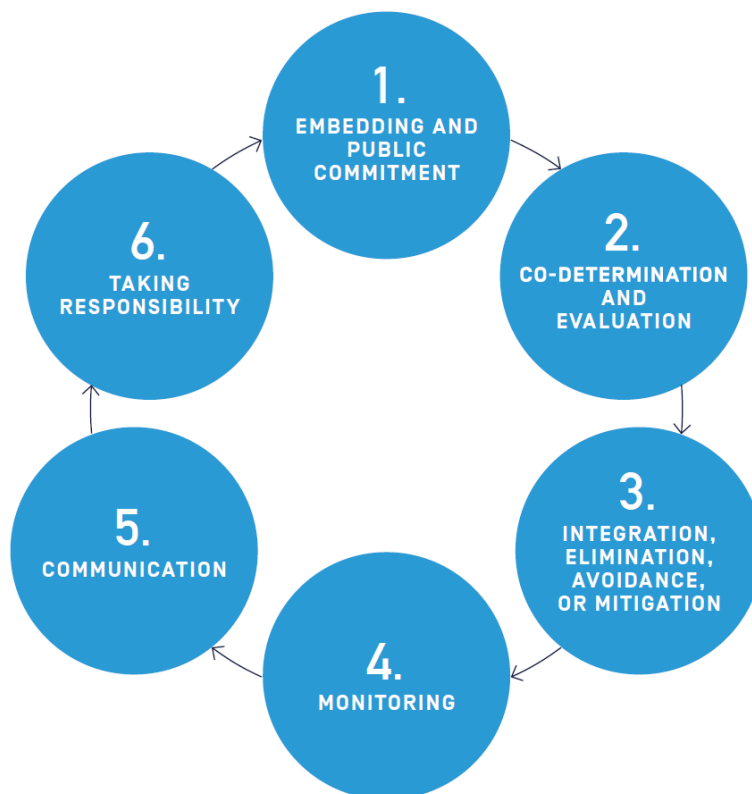 1.
EMBEDDING AND
PUBLIC
COMMITMENT
2.
CO-DETERMINATION
AND
EVALUATION
3.
INTEGRATION,
ELIMINATION,
AVOIDANCE,
OR MITIGATION
4.
MONITORING
5.
COMMUNICATION
6.
TAKING
RESPONSIBILITY